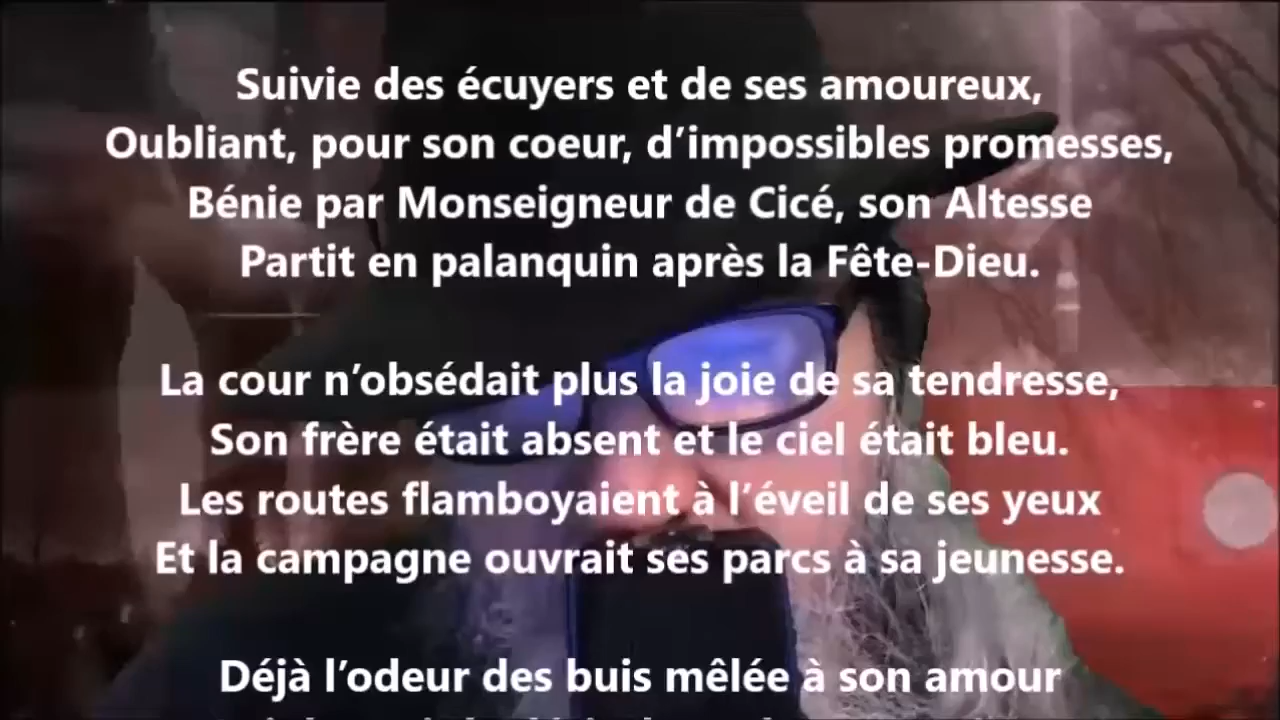 Suivie des écuyers et de ses amoureux,
Oubliant, pour son coeur, d’impossibles promesses,
Bénie par Monseigneur de Cicé, son Altesse
Partit en palanquin après la Fête-Dieu.
La cour n’obsédait plus la joie de sa tendresse,
Son frère était absent et le ciel était bleu.
Les routes flamboyaient à l’éveil de ses yeux
Et la campagne ouvrait ses parcs à sa jeunesse.
Déjà l’odeur des buis mêlée à son amour